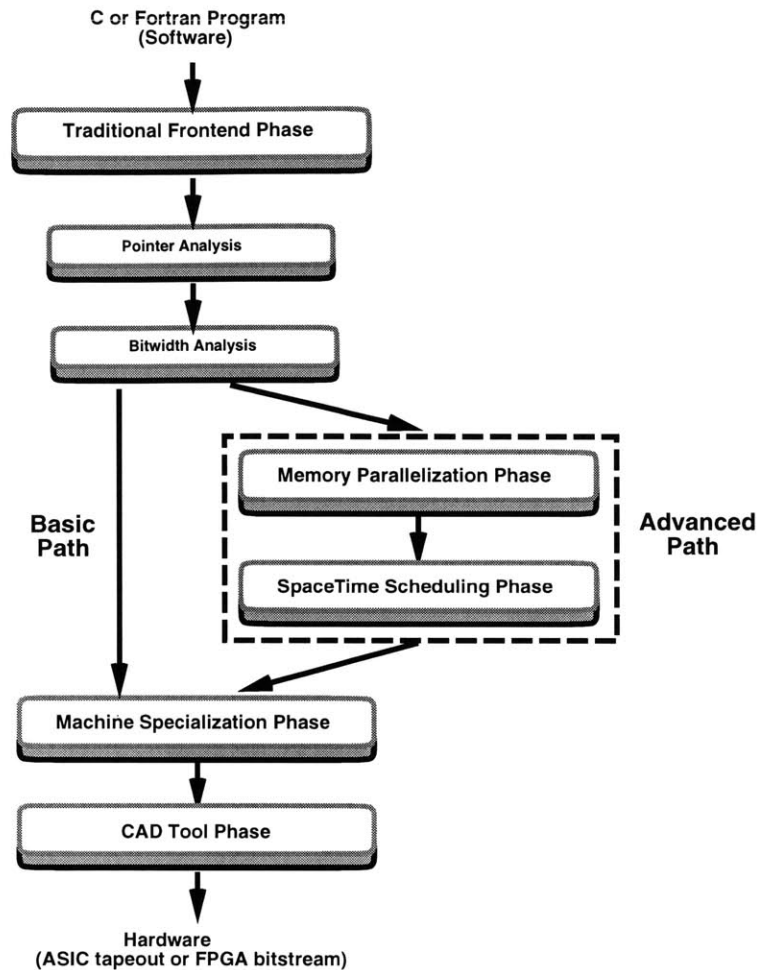 C or Fortran Program
(Software)
Traditional Frontend Phase
Pointer Analysis
Bitwidth Analysis
Memory Parallelization Phase
Basic
Path
Advanced
Path
SpaceTime Scheduling Phase
Machine Specialization Phase
CAD Tool Phase
Hardware
(ASIC tapeout or FPGA bitstream)